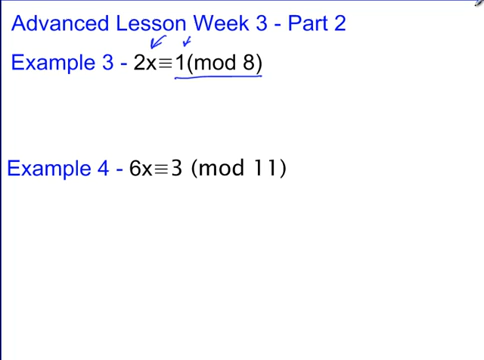 Advanced Lesson Week 3 - Part 2
Example 3 - 2x≡1(mod 8)
Example 4 - 6x≡3 (mod 11)